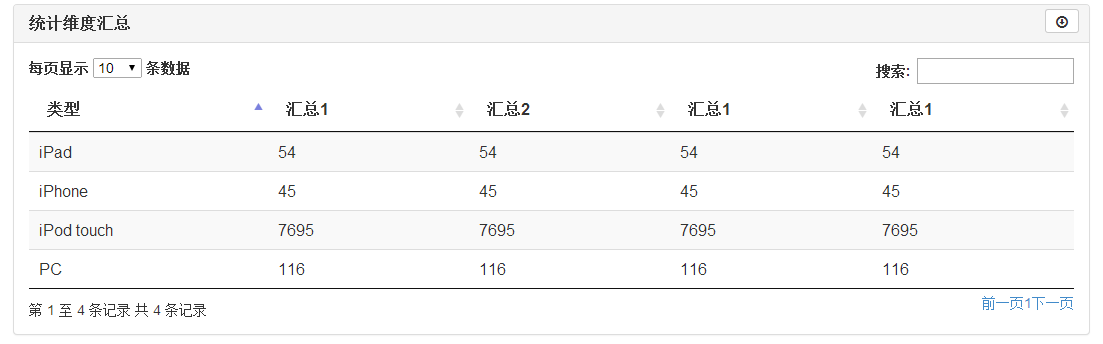 统计维度汇总
每页显示 10 条数据 搜索:
类型 汇总1 汇总2 汇总1 汇总1
iPad 54 54 54 54
iPhone 45 45 45 45
iPod touch 7695 7695 7695 7695
PC 116 116 116 116
第 1 至 4 条记录 共 4 条记录 前一页1下一页